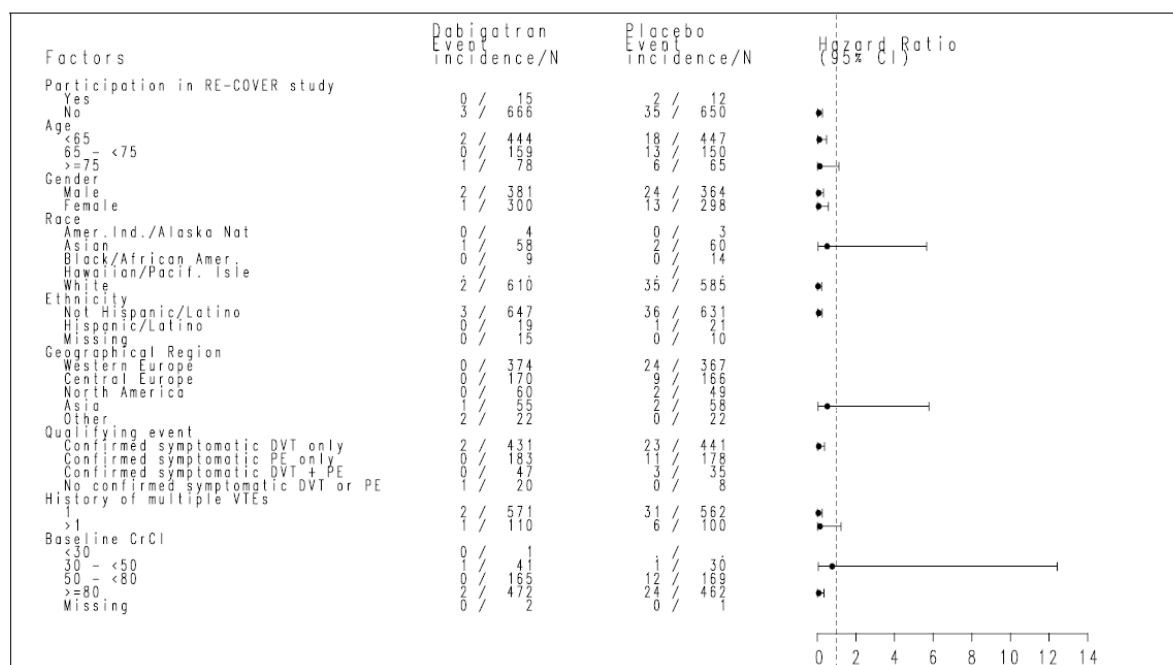 Factors Dabigatran Event incidence/N Placebo Event incidence/N Hazard Ratio (95% CI)
Participation in RE-COVER study
Yes 0 / 15 2 / 12
No 3 / 666 35 / 650
Age
<65 2 / 444 18 / 447
65 - <75 0 / 159 13 / 150
>=75 1 / 78 6 / 65
Gender
Male 2 / 381 24 / 364
Female 1 / 300 13 / 298
Race
Amer.Ind./Alaska Nat 0 / 4 0 / 3
Asian 1 / 58 2 / 60
Black/African Amer. 0 / 9 0 / 14
Hawaiian/Pacif. Isle . / . . / .
White 2 / 610 35 / 585
Ethnicity
Not Hispanic/Latino 3 / 647 36 / 631
Hispanic/Latino 0 / 19 1 / 21
Missing 0 / 15 0 / 10
Geographical Region
Western Europe 0 / 374 24 / 367
Central Europe 0 / 170 9 / 166
North America 0 / 60 2 / 49
Asia 1 / 55 2 / 58
Other 2 / 22 0 / 22
Qualifying event
Confirmed symptomatic DVT only 2 / 431 23 / 441
Confirmed symptomatic PE only 0 / 183 11 / 178
Confirmed symptomatic DVT + PE 0 / 47 3 / 35
No confirmed symptomatic DVT or PE 1 / 20 0 / 8
History of multiple VTEs
1 2 / 571 31 / 562
>1 1 / 110 6 / 100
Baseline CrCl
<30 0 / 1 . / .
30 - <50 1 / 41 1 / 30
50 - <80 0 / 165 12 / 169
>=80 2 / 472 24 / 462
Missing 0 / 2 0 / 1
0 2 4 6 8 10 12 14